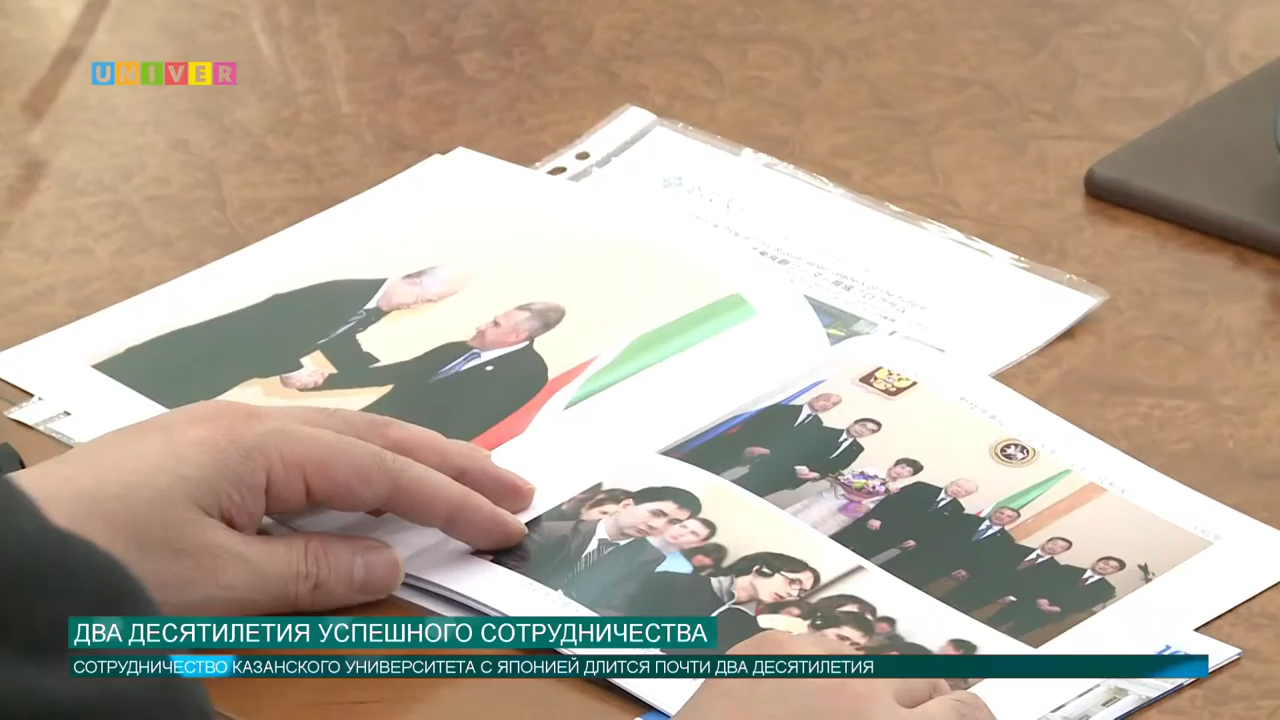 UNIVER
ДВА ДЕСЯТИЛЕТИЯ УСПЕШНОГО СОТРУДНИЧЕСТВА
СОТРУДНИЧЕСТВО КАЗАНСКОГО УНИВЕРСИТЕТА С ЯПОНИЕЙ ДЛИТСЯ ПОЧТИ ДВА ДЕСЯТИЛЕТИЯ